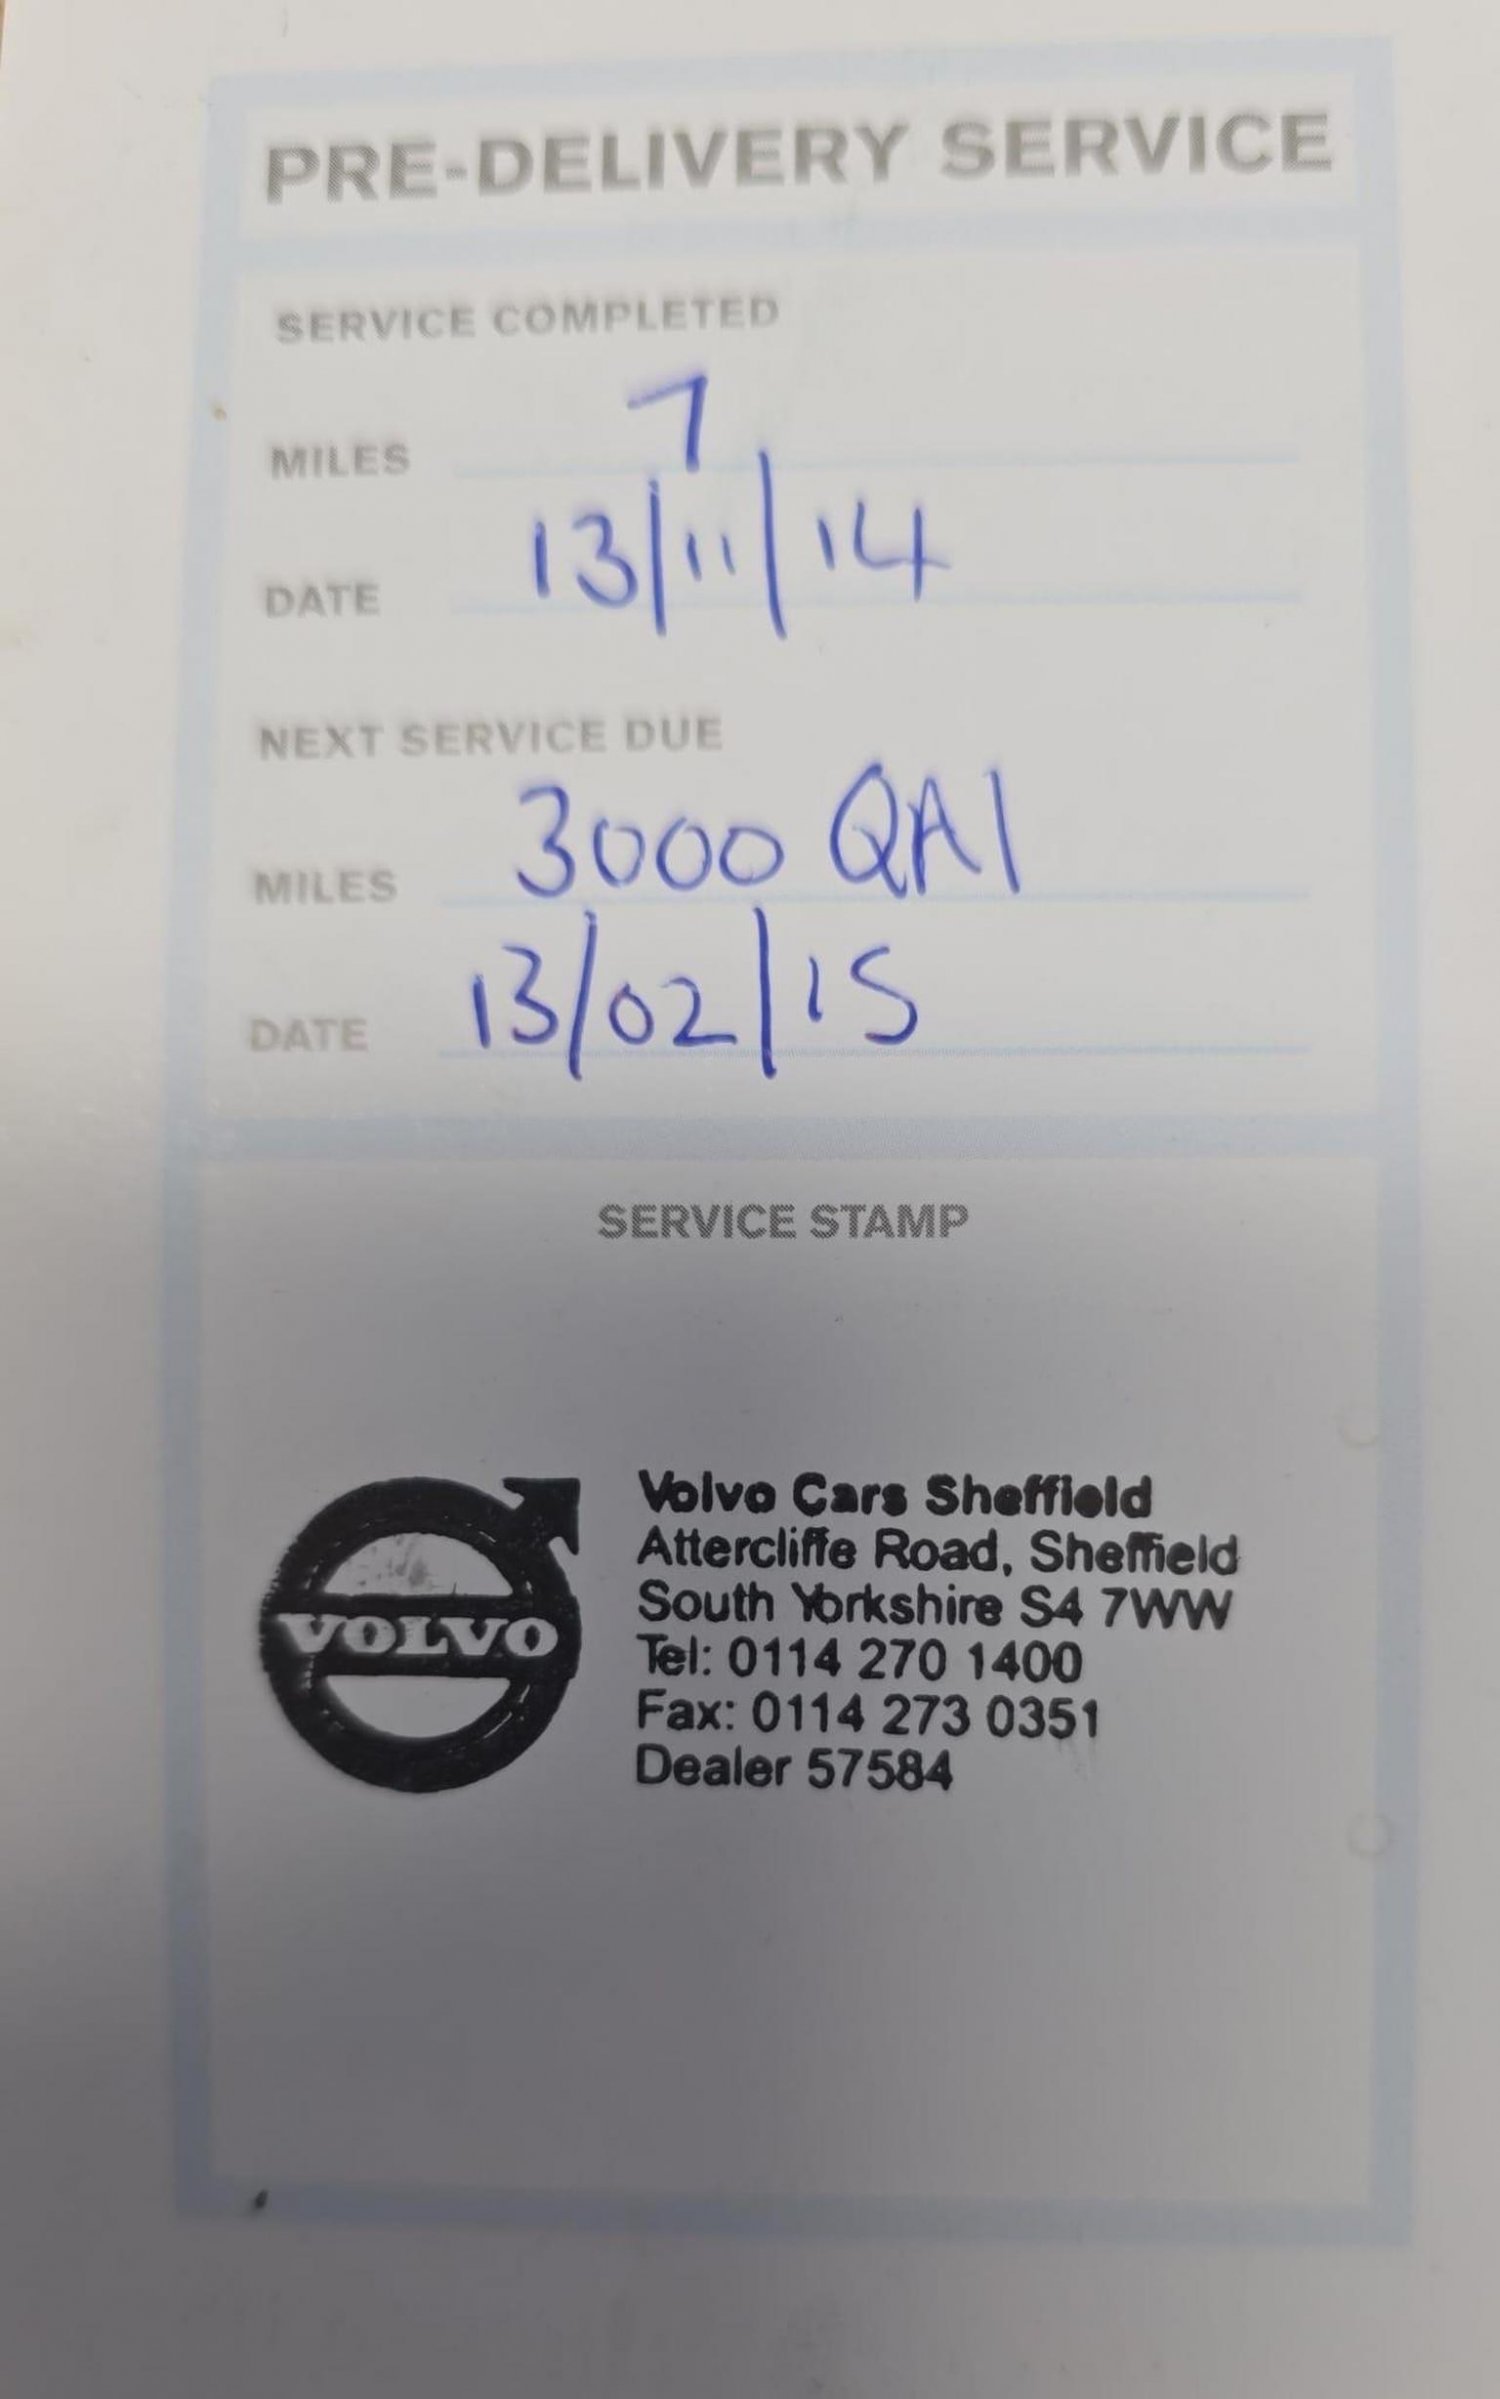 PRE-DELIVERY SERVICE
SERVICE COMPLETED
MILES 7
DATE 13/11/14
NEXT SERVICE DUE
MILES 3000 QA1
DATE 13/02/15
SERVICE STAMP
VOLVO
Volvo Cars Sheffield
Attercliffe Road, Sheffield
South Yorkshire S4 7WW
Tel: 0114 270 1400
Fax: 0114 273 0351
Dealer 57584